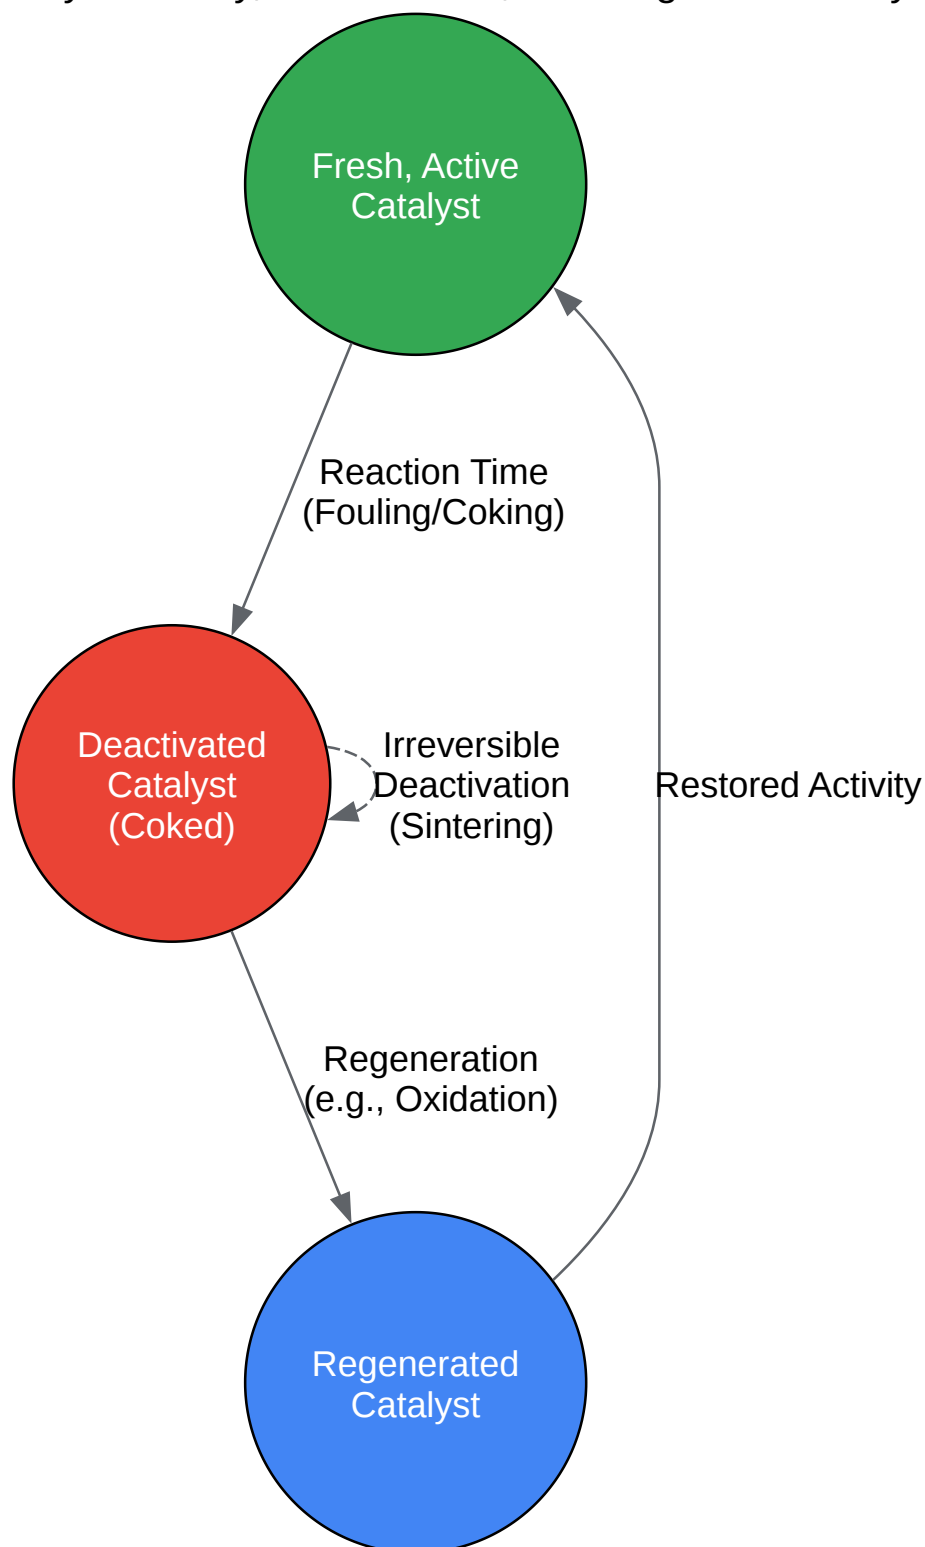 Fresh, Active
Catalyst
Reaction Time
(Fouling/Coking)
Deactivated
Catalyst
(Coked)
Irreversible
Deactivation
(Sintering)
Restored Activity
Regeneration
(e.g., Oxidation)
Regenerated
Catalyst